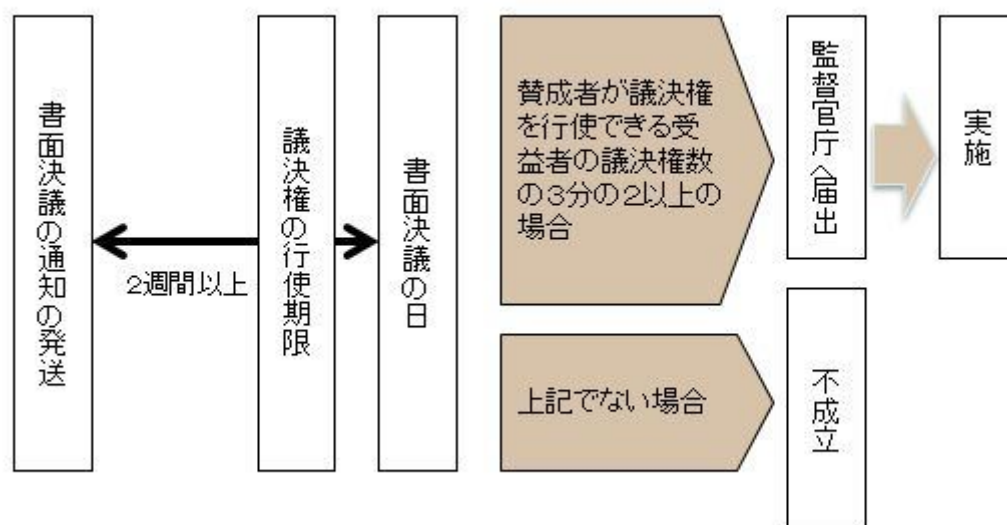 書面決議の通知の発送
2週間以上
議決権の行使期限
書面決議の日
賛成者が議決権
を行使できる受
益者の議決権数
の3分の2以上の
場合
監督官庁へ届出
実施
上記でない場合
不成立